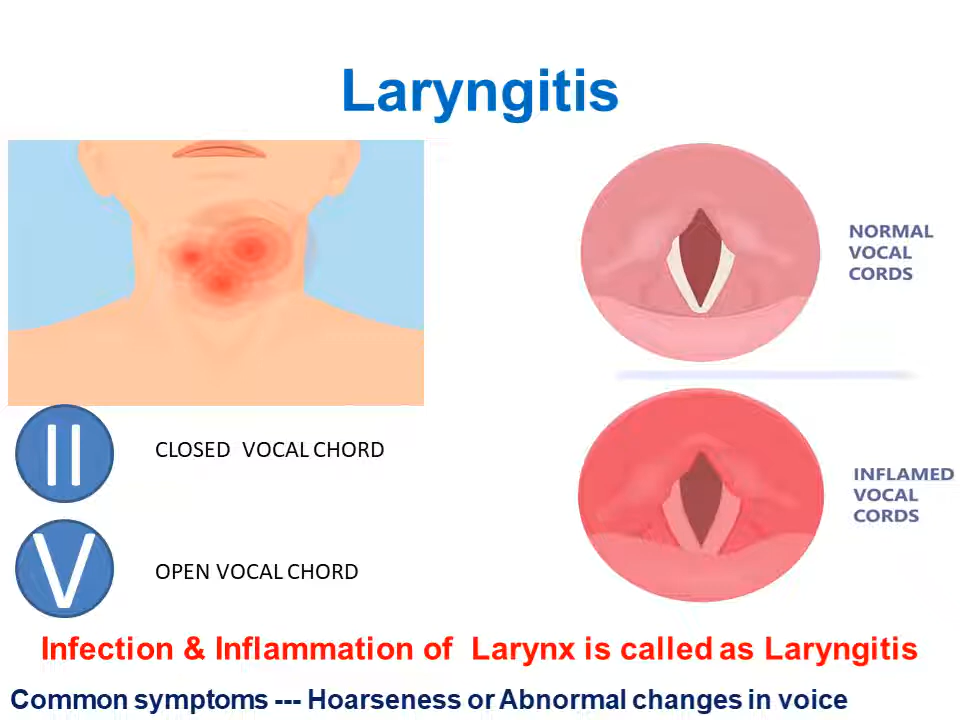 Laryngitis
NORMAL
VOCAL
CORDS
II
CLOSED  VOCAL CHORD
INFLAMED
VOCAL
CORDS
V
OPEN VOCAL CHORD
Infection & Inflammation of  Larynx is called as Laryngitis
Common symptoms --- Hoarseness or Abnormal changes in voice